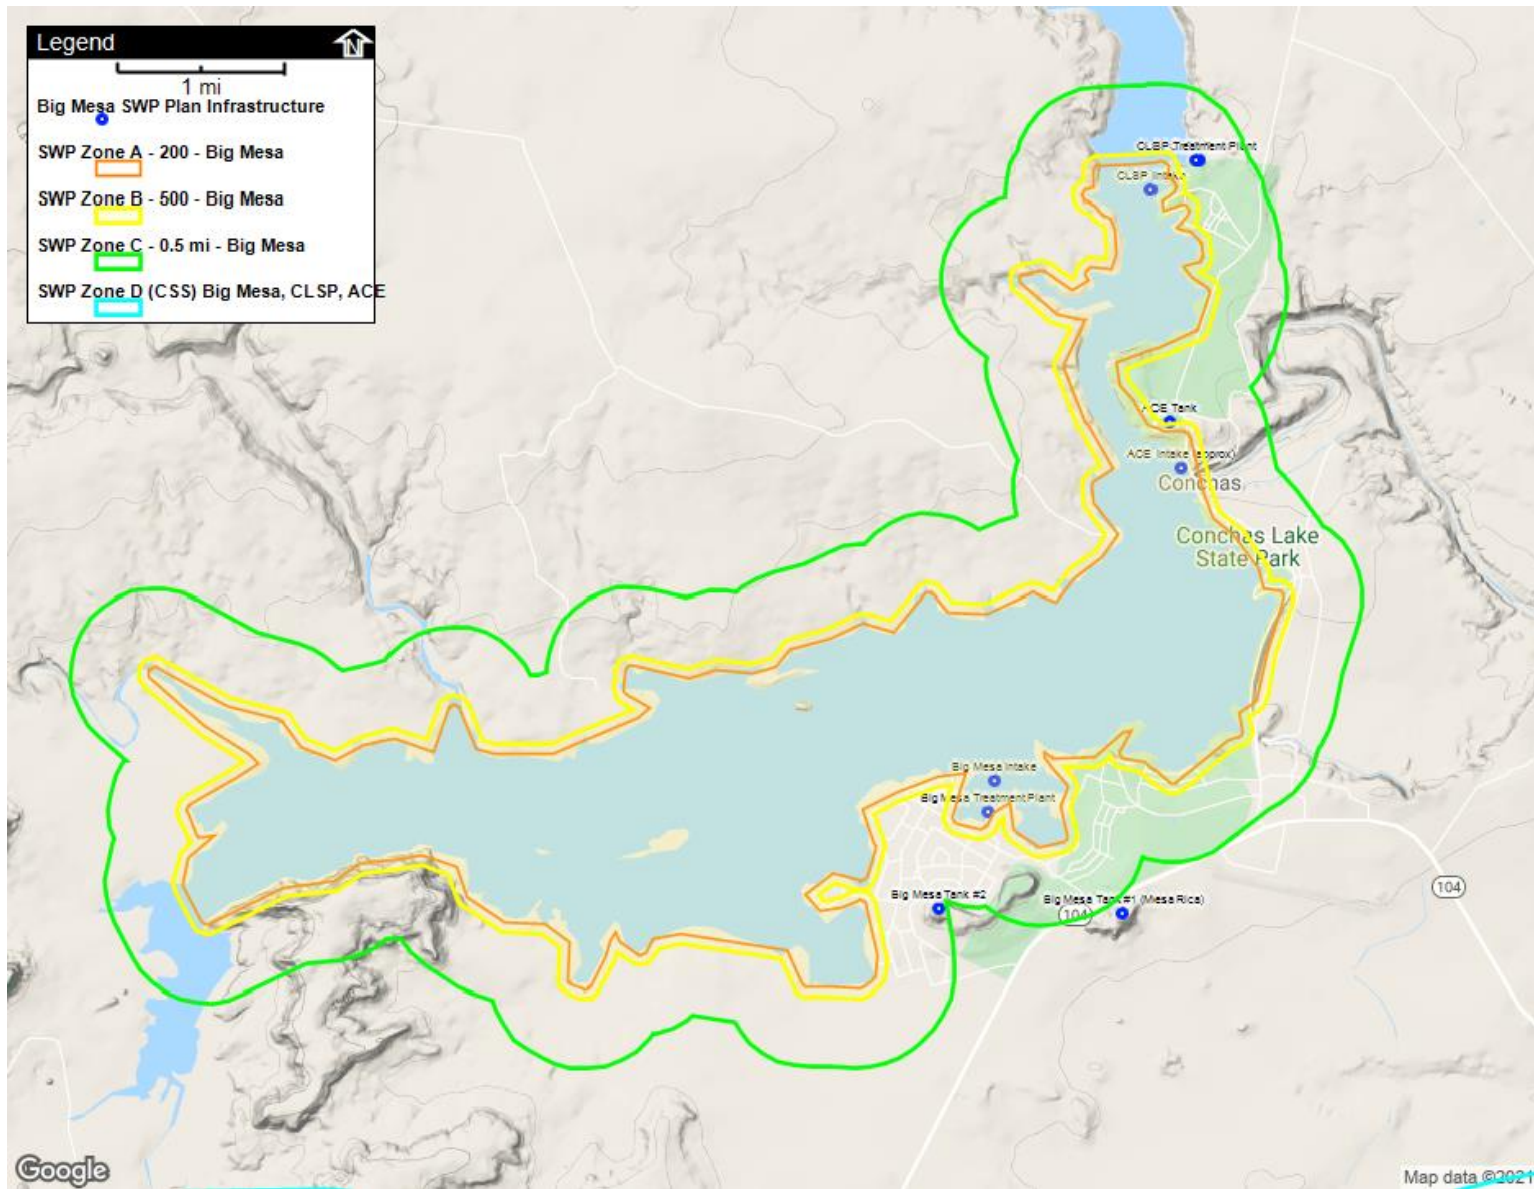 Legend
N
1 mi
Big Mesa SWP Plan Infrastructure
SWP Zone A - 200 - Big Mesa
SWP Zone B - 500 - Big Mesa
SWP Zone C - 0.5 mi - Big Mesa
SWP Zone D (CSS) Big Mesa, CLSP, ACE
CLSP Treatment Plant
CLSP Intake
ACE Tank
ACE Intake (approx)
Conchas
Conchas Lake
State Park
Big Mesa Intake
Big Mesa Treatment Plant
Big Mesa Tank #2
Big Mesa Tank #1 (Mesa Rica)
104
104
Google
Map data ©2021